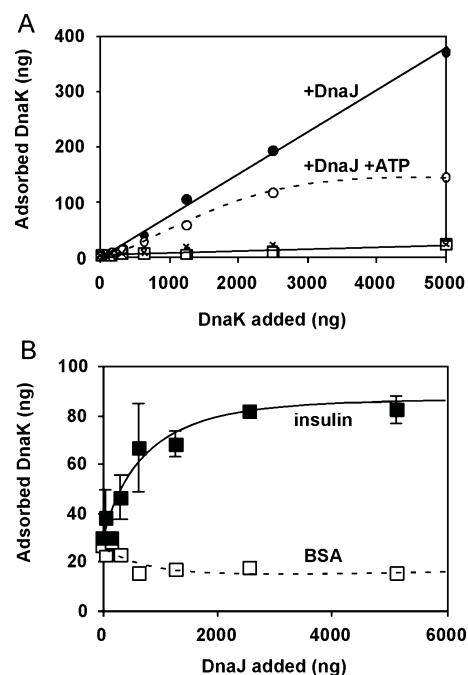 A
400
300
200
100
0
Adsorbed DnaK (ng)
+DnaJ
+DnaJ +ATP
0 1000 2000 3000 4000 5000
DnaK added (ng)
B
100
80
60
40
20
0
Adsorbed DnaK (ng)
insulin
BSA
0 2000 4000 6000
DnaJ added (ng)